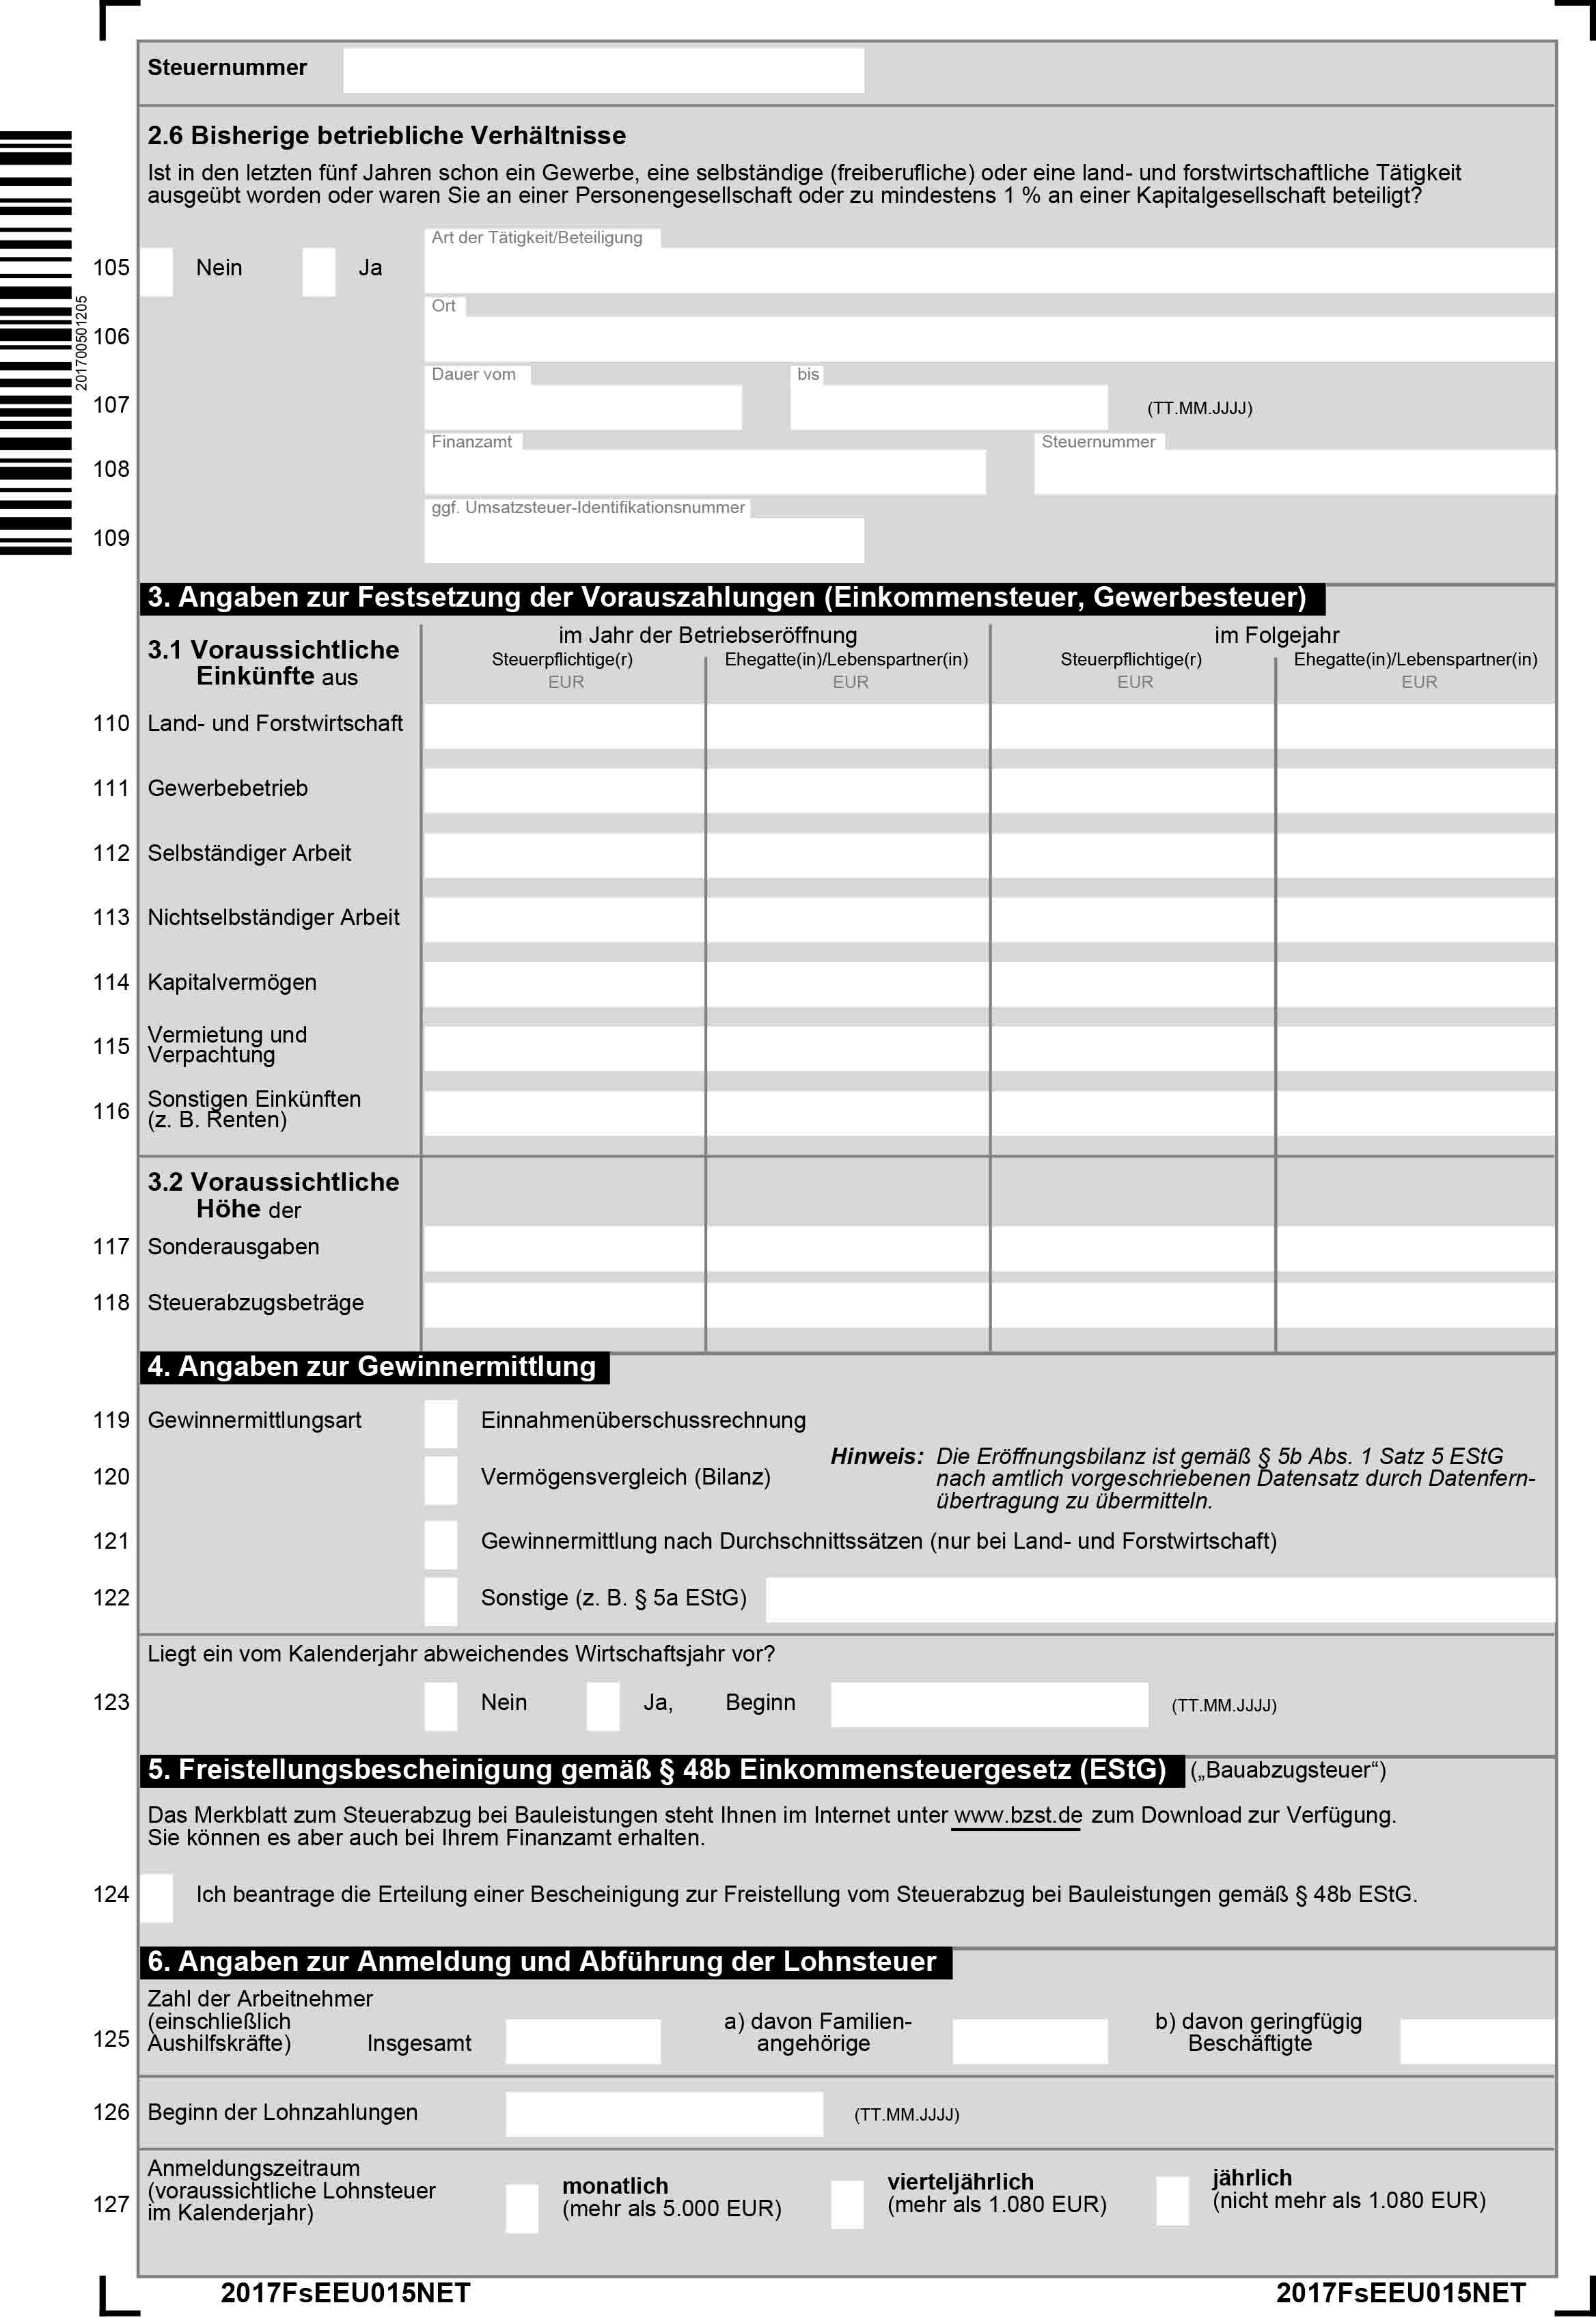 Steuernummer
2.6 Bisherige betriebliche Verhältnisse
Ist in den letzten fünf Jahren schon ein Gewerbe, eine selbständige (freiberufliche) oder eine land- und forstwirtschaftliche Tätigkeit
ausgeübt worden oder waren Sie an einer Personengesellschaft oder zu mindestens 1 % an einer Kapitalgesellschaft beteiligt?
Art der Tätigkeit/Beteiligung
105 Nein Ja
201700501205
Ort
106
Dauer vom bis
107 (TT.MM.JJJJ)
Finanzamt Steuernummer
108
ggf. Umsatzsteuer-Identifikationsnummer
109
3. Angaben zur Festsetzung der Vorauszahlungen (Einkommensteuer, Gewerbesteuer)
3.1 Voraussichtliche
Einkünfte aus
im Jahr der Betriebseröffnung im Folgejahr
Steuerpflichtige(r) Ehegatte(in)/Lebenspartner(in) Steuerpflichtige(r) Ehegatte(in)/Lebenspartner(in)
EUR EUR EUR EUR
110 Land- und Forstwirtschaft
111 Gewerbebetrieb
112 Selbständiger Arbeit
113 Nichtselbständiger Arbeit
114 Kapitalvermögen
115 Vermietung und
Verpachtung
116 Sonstigen Einkünften
(z. B. Renten)
3.2 Voraussichtliche
Höhe der
117 Sonderausgaben
118 Steuerabzugsbeträge
4. Angaben zur Gewinnermittlung
119 Gewinnermittlungsart Einnahmenüberschussrechnung
120 Vermögensvergleich (Bilanz)
Hinweis: Die Eröffnungsbilanz ist gemäß § 5b Abs. 1 Satz 5 EStG
nach amtlich vorgeschriebenen Datensatz durch Datenfern-
übertragung zu übermitteln.
121 Gewinnermittlung nach Durchschnittssätzen (nur bei Land- und Forstwirtschaft)
122 Sonstige (z. B. § 5a EStG)
Liegt ein vom Kalenderjahr abweichendes Wirtschaftsjahr vor?
123 Nein Ja, Beginn (TT.MM.JJJJ)
5. Freistellungsbescheinigung gemäß § 48b Einkommensteuergesetz (EStG) („Bauabzugsteuer“)
Das Merkblatt zum Steuerabzug bei Bauleistungen steht Ihnen im Internet unter www.bzst.de zum Download zur Verfügung.
Sie können es aber auch bei Ihrem Finanzamt erhalten.
124 Ich beantrage die Erteilung einer Bescheinigung zur Freistellung vom Steuerabzug bei Bauleistungen gemäß § 48b EStG.
6. Angaben zur Anmeldung und Abführung der Lohnsteuer
Zahl der Arbeitnehmer
(einschließlich a) davon Familien- b) davon geringfügig
125 Aushilfskräfte) Insgesamt angehörige Beschäftigte
126 Beginn der Lohnzahlungen (TT.MM.JJJJ)
Anmeldungszeitraum monatlich vierteljährlich jährlich
127 (voraussichtliche Lohnsteuer (mehr als 5.000 EUR) (mehr als 1.080 EUR) (nicht mehr als 1.080 EUR)
im Kalenderjahr)
2017FsEEU015NET 2017FsEEU015NET